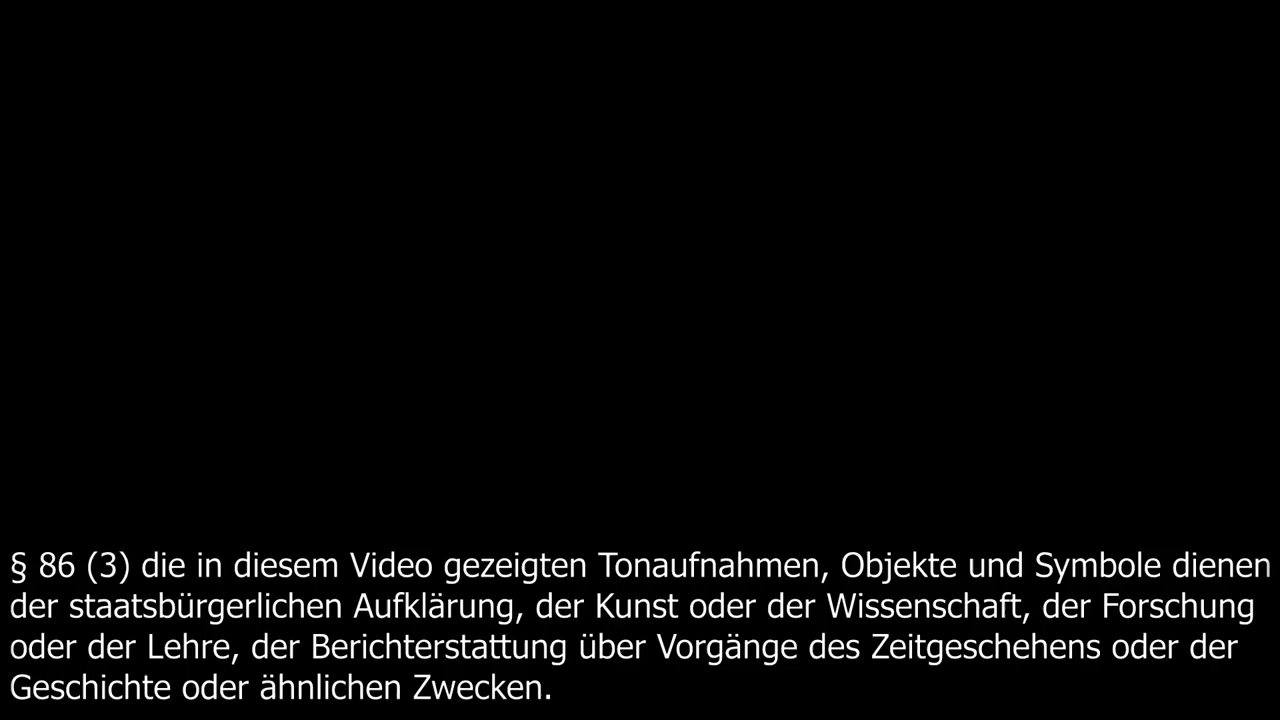 § 86 (3) die in diesem Video gezeigten Tonaufnahmen, Objekte und Symbole dienen
der staatsbürgerlichen Aufklärung, der Kunst oder der Wissenschaft, der Forschung
oder der Lehre, der Berichterstattung über Vorgänge des Zeitgeschehens oder der
Geschichte oder ähnlichen Zwecken.